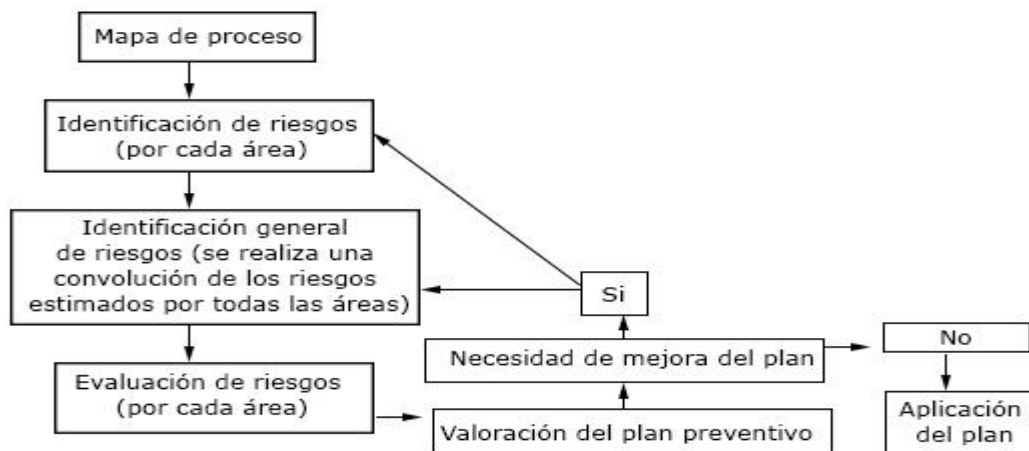 Mapa de proceso
Identificación de riesgos
(por cada área)
Identificación general
de riesgos (se realiza una
convolución de los riesgos
estimados por todas las áreas)
Evaluación de riesgos
(por cada área)
Valoración del plan preventivo
Necesidad de mejora del plan
Si
No
Aplicación
del plan